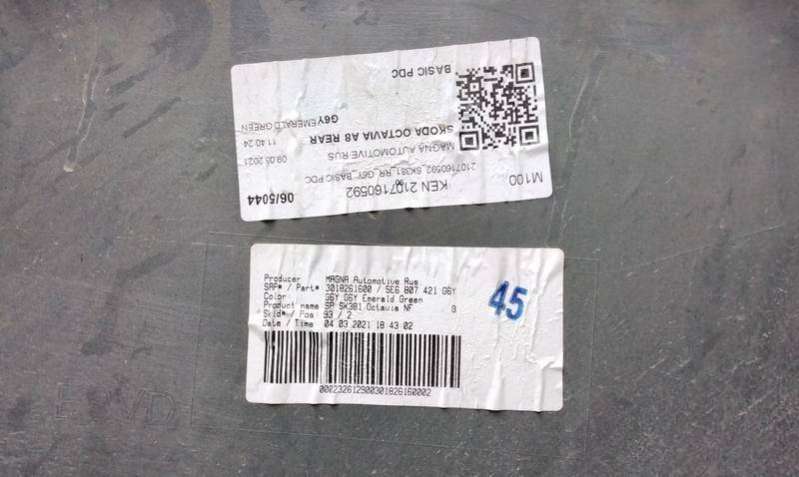 M100
KEN 2107160592
06/5044
2107160592_SK381_RR_G6Y_BASIC PDC
MAGNA AUTOMOTIVE RUS
09.03.2021
SKODA OCTAVIA A8 REAR
11:40:24
G6Y EMERALD GREEN
BASIC PDC
Producer MAGNA Automotive Rus
SAP# / Part# 3018261600 / 5E6 807 421 G6Y
Color G6Y G6Y Emerald Green
Product name SP SK381 Octavia NF
Skid# / Pos 93 / 2
Date / Time 04 03 2021 18 43 02
45
000232612900301826160002